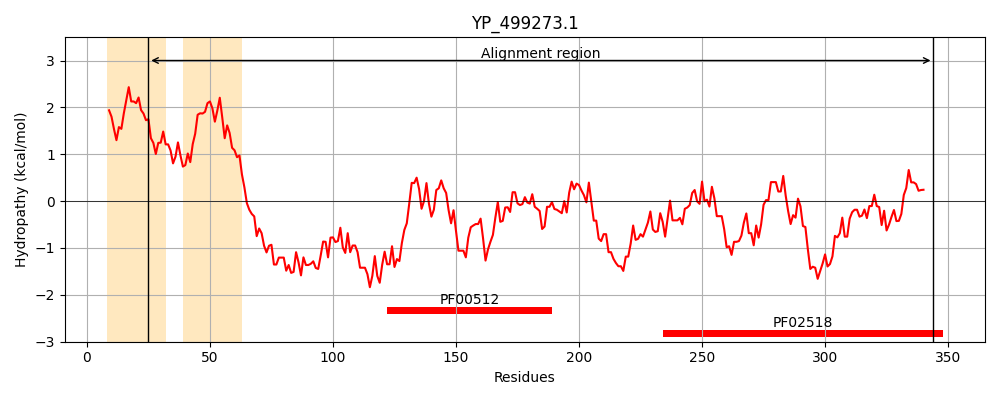 YP_499273.1
Hydropathy (kcal/mol)
3
2
1
0
−1
−2
−3
Alignment region
PF00512
PF02518
0 50 100 150 200 250 300 350
Residues